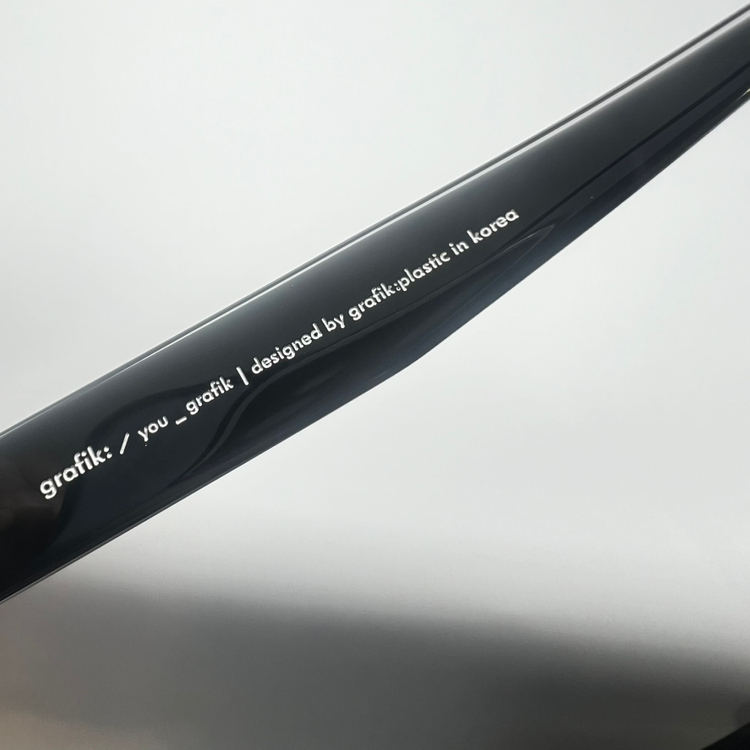 grafik: / you _grafik | designed by grafik:plastic in korea